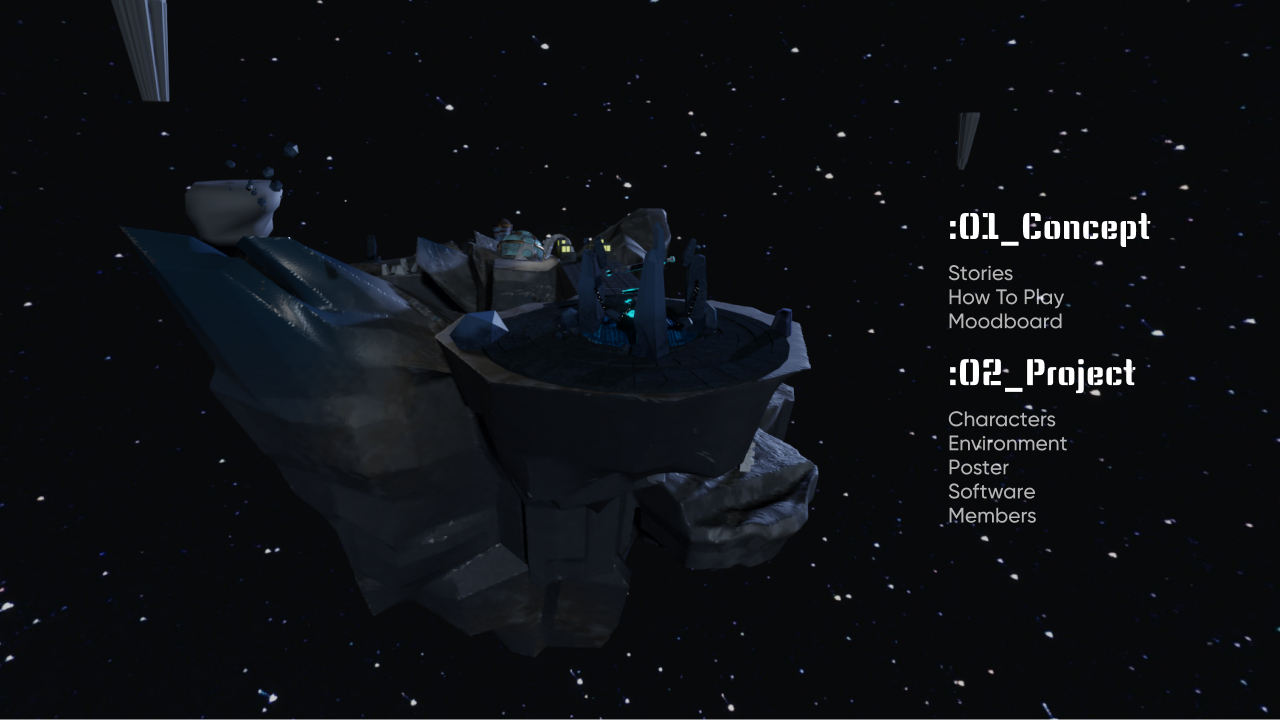 :01_Concept
Stories
How To Play
Moodboard
:02_Project
Characters
Environment
Poster
Software
Members